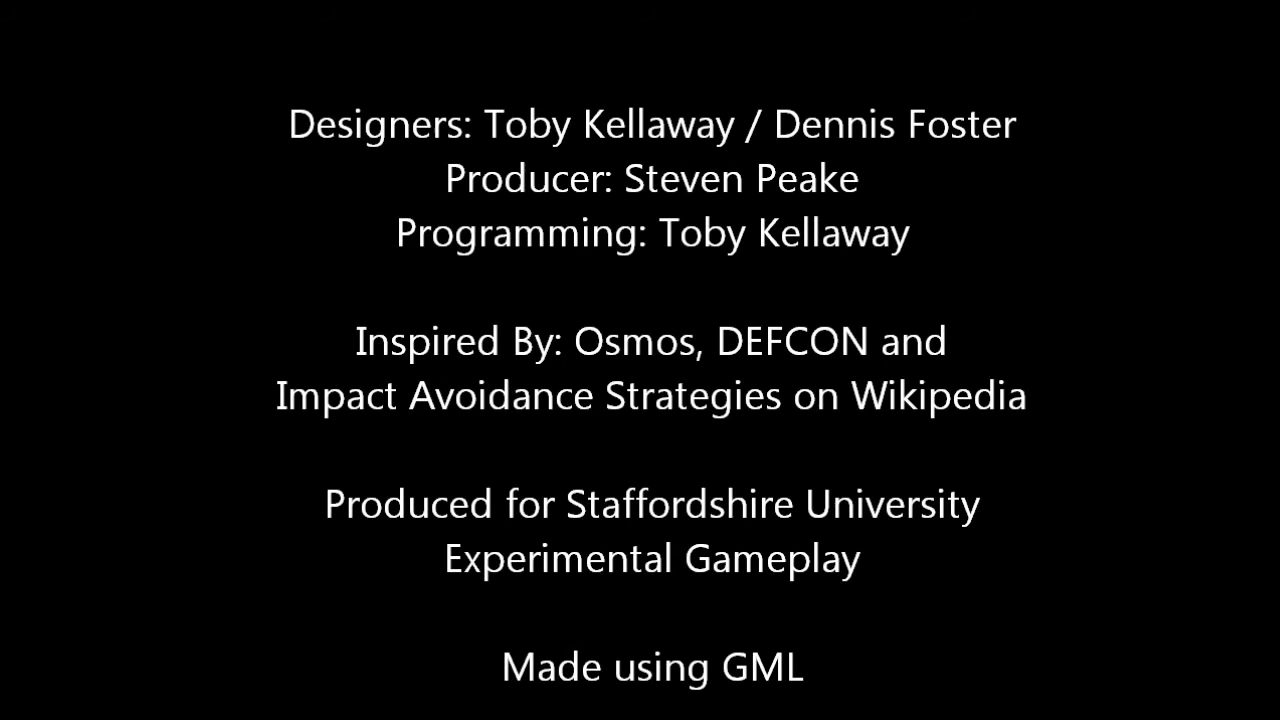 Designers: Toby Kellaway / Dennis Foster
Producer: Steven Peake
Programming: Toby Kellaway
Inspired By: Osmos, DEFCON and
Impact Avoidance Strategies on Wikipedia
Produced for Staffordshire University
Experimental Gameplay
Made using GML